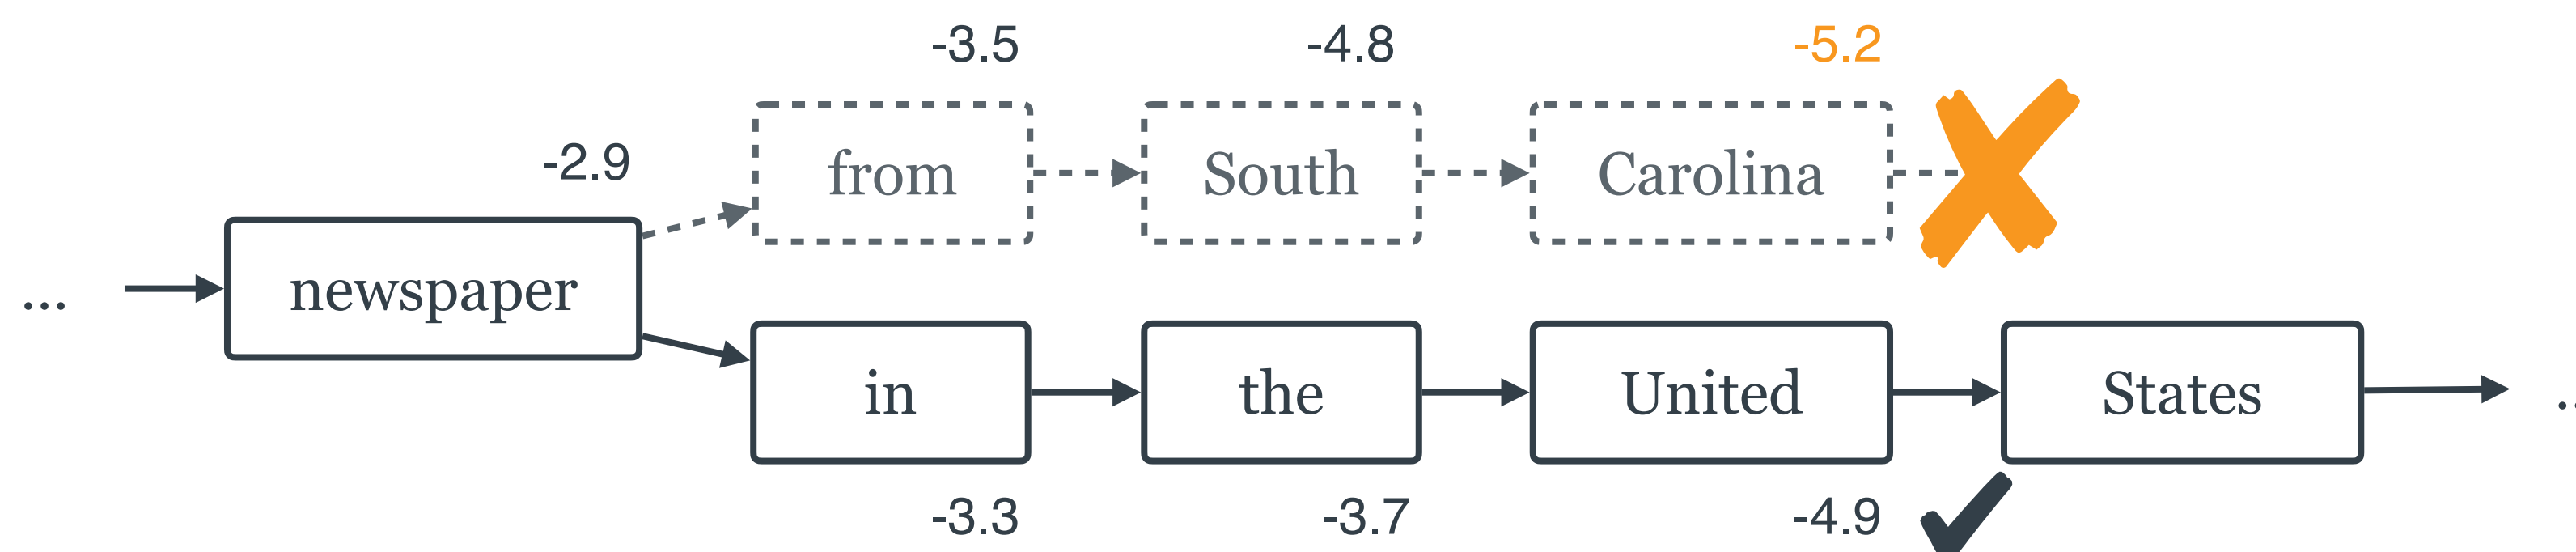 -3.5 -4.8 -5.2
-2.9
from South Carolina
... newspaper
in the United States ..
-3.3 -3.7 -4.9